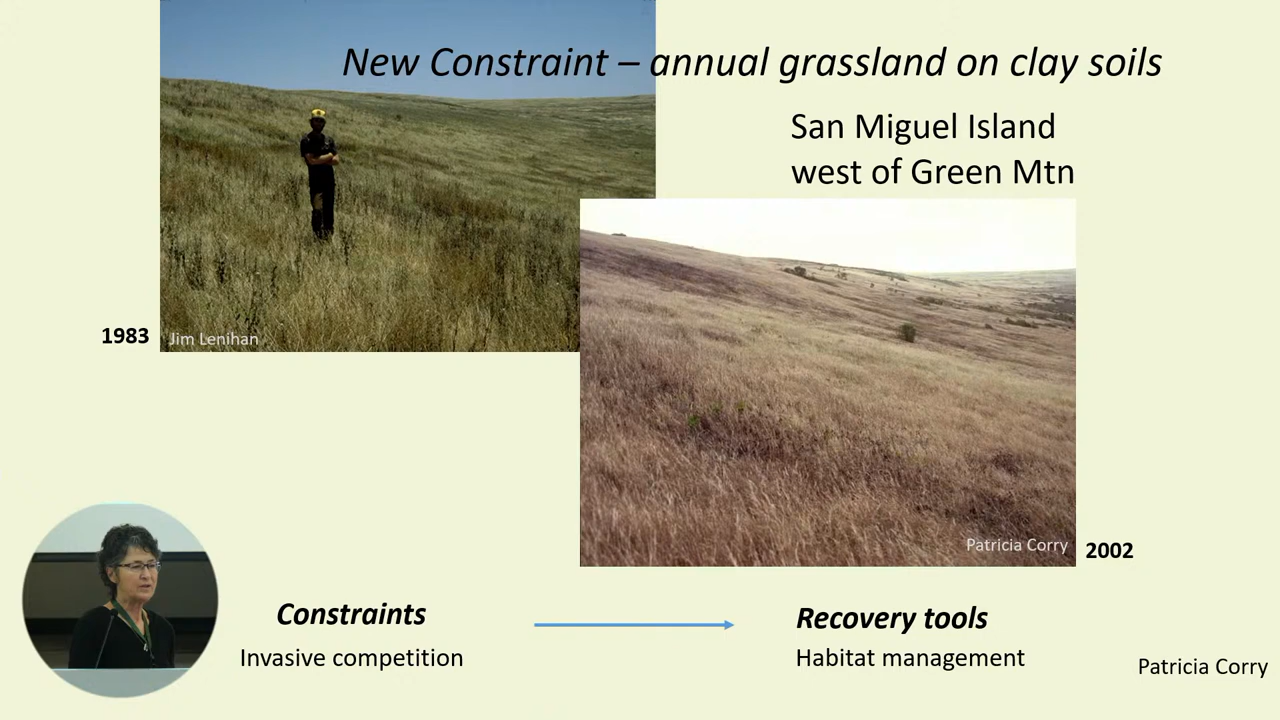 New Constraint – annual grassland on clay soils
San Miguel Island
west of Green Mtn
1983
Jim Lenihan
Patricia Corry
2002
Constraints
Recovery tools
Invasive competition
Habitat management
Patricia Corry